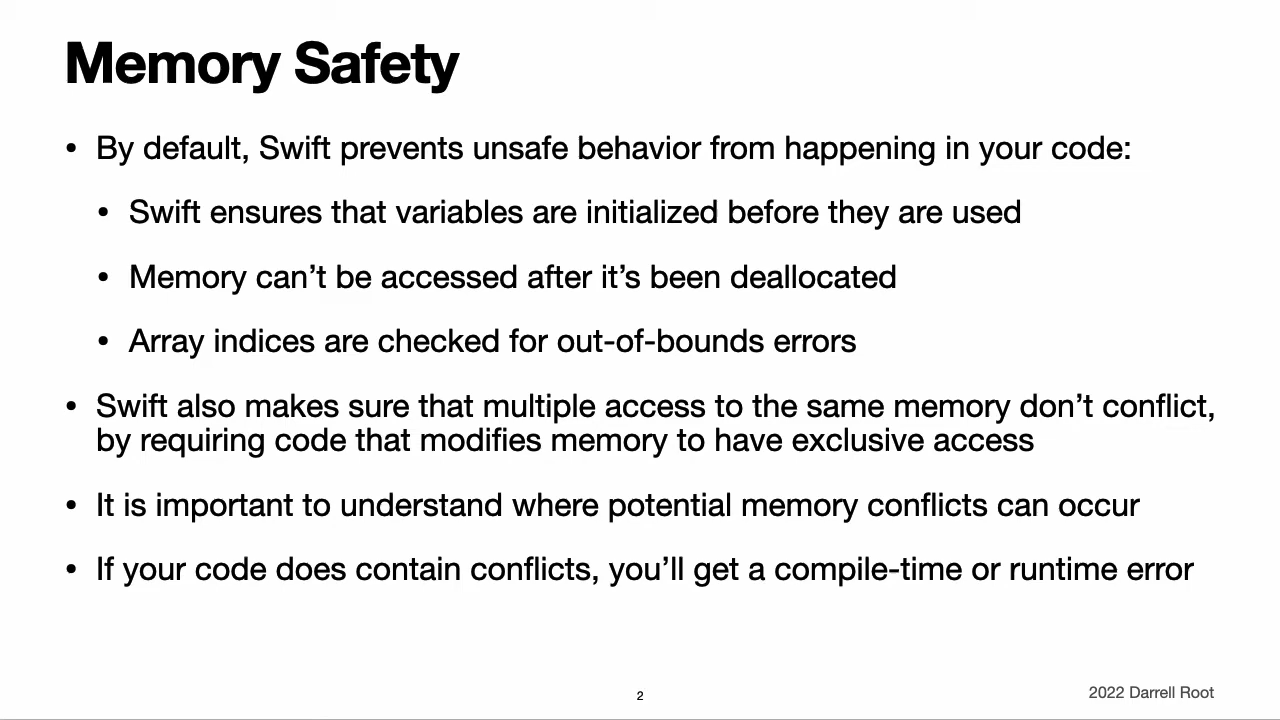 Memory Safety
• By default, Swift prevents unsafe behavior from happening in your code:
• Swift ensures that variables are initialized before they are used
• Memory can’t be accessed after it’s been deallocated
• Array indices are checked for out-of-bounds errors
• Swift also makes sure that multiple access to the same memory don’t conflict,
by requiring code that modifies memory to have exclusive access
• It is important to understand where potential memory conflicts can occur
• If your code does contain conflicts, you’ll get a compile-time or runtime error
2
2022 Darrell Root